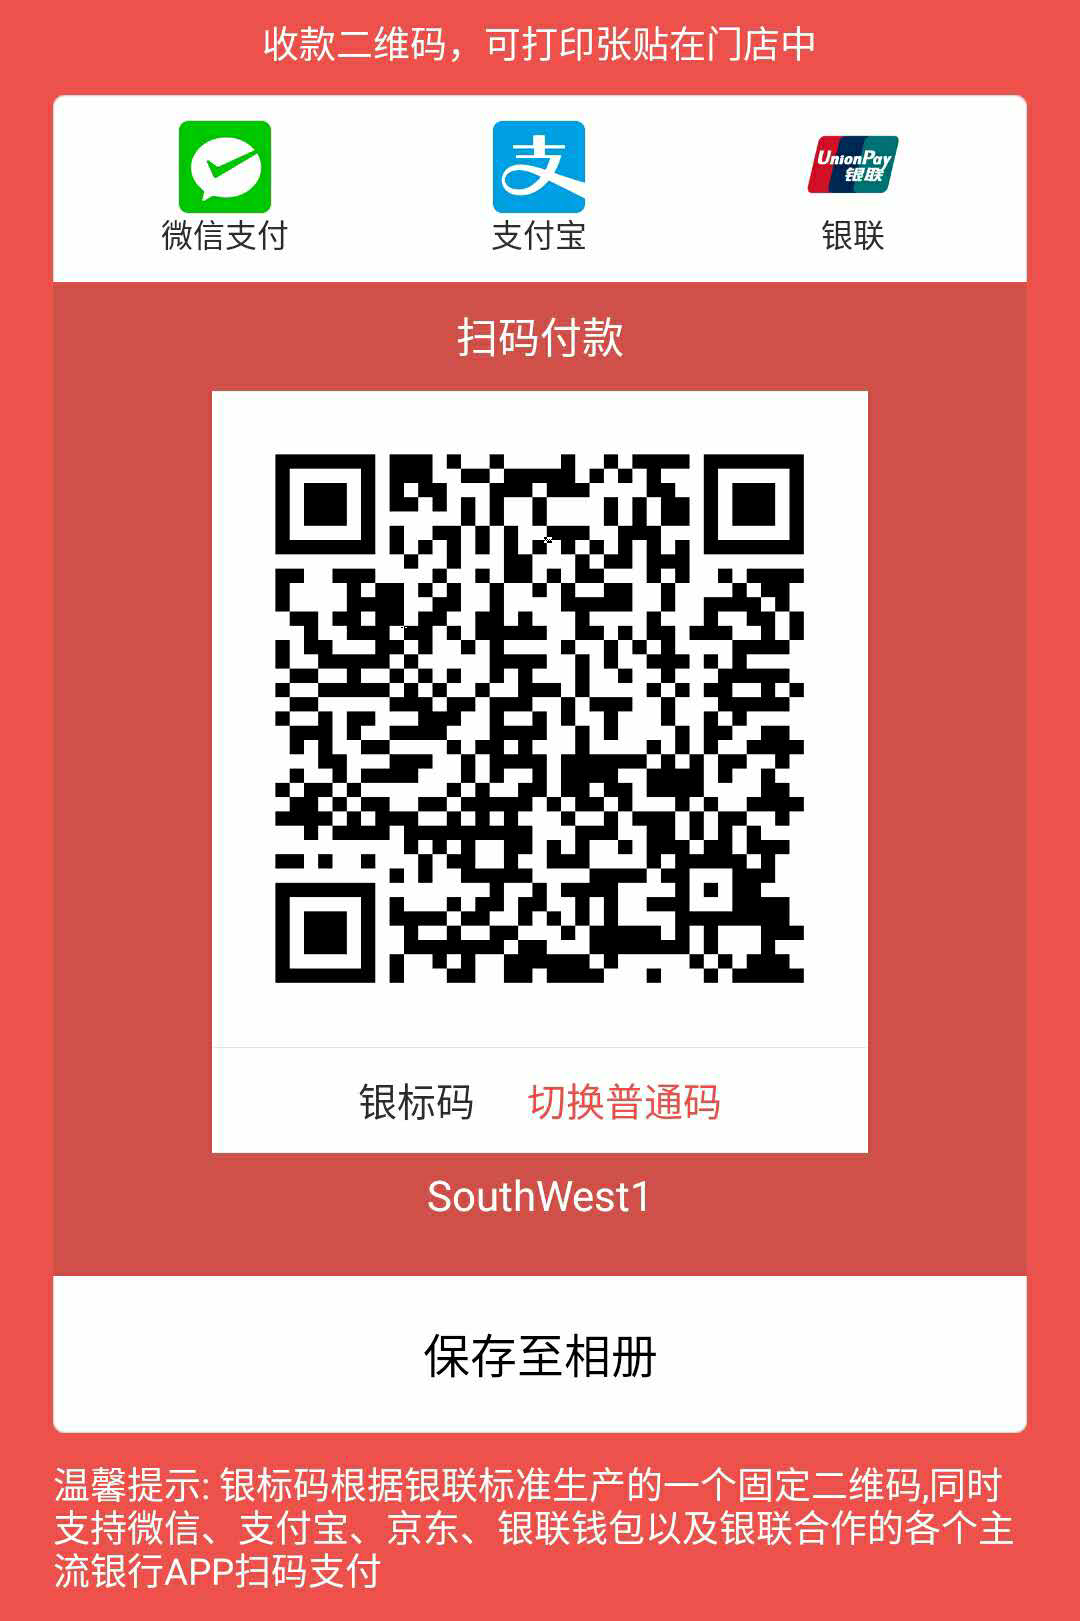 收款二维码，可打印张贴在门店中
微信支付
支付宝
UnionPay
银联
银联
扫码付款
银标码 切换普通码
SouthWest1
保存至相册
温馨提示: 银标码根据银联标准生产的一个固定二维码,同时
支持微信、支付宝、京东、银联钱包以及银联合作的各个主
流银行APP扫码支付